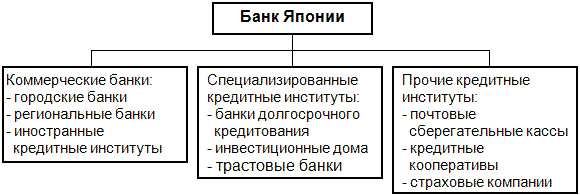 Банк Японии
Коммерческие банки:
- городские банки
- региональные банки
- иностранные
кредитные институты
Специализированные
кредитные институты:
- банки долгосрочного
кредитования
- инвестиционные дома
- трастовые банки
Прочие кредитные
институты:
- почтовые
сберегательные кассы
- кредитные
кооперативы
- страховые компании